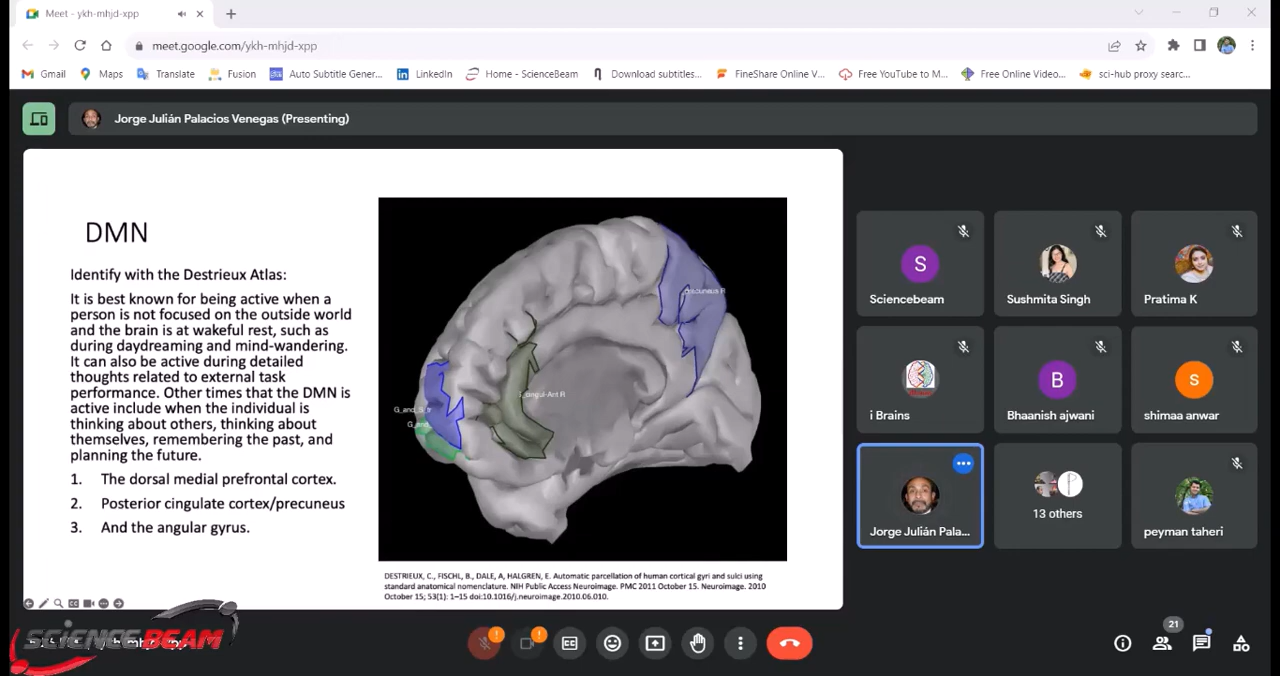 Meet - ykh-mhjd-xpp
meet.google.com/ykh-mhjd-xpp
Gmail
Maps
Translate
Fusion
Auto Subtitle Gener...
LinkedIn
Home - ScienceBeam
Download subtitles...
FineShare Online V...
Free YouTube to M...
Free Online Video...
sci-hub proxy searc...
Jorge Julián Palacios Venegas (Presenting)
DMN
Identify with the Destrieux Atlas:
It is best known for being active when a
person is not focused on the outside world
and the brain is at wakeful rest, such as
during daydreaming and mind-wandering.
It can also be active during detailed
thoughts related to external task
performance. Other times that the DMN is
active include when the individual is
thinking about others, thinking about
themselves, remembering the past, and
planning the future.
1. The dorsal medial prefrontal cortex.
2. Posterior cingulate cortex/precuneus
3. And the angular gyrus.
Precuneus R
DESTRIEUX, C., FISCHL, B., DALE, A, HALGREN, E. Automatic parcellation of human cortical gyri and sulci using
standard anatomical nomenclature. NIH Public Access Neuroimage. PMC 2011 October 15. Neuroimage. 2010
October 15; 53(1): 1–15 doi:10.1016/j.neuroimage.2010.06.010.
S
Sciencebeam
Sushmita Singh
Pratima K
i Brains
B
Bhaanish ajwani
s
shimaa anwar
Jorge Julián Pala...
13 others
peyman taheri
SCIENCE BEAM
21